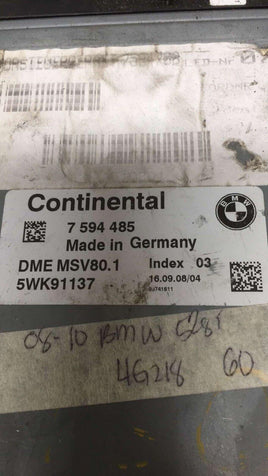 Continental
BMW
7 594 485
Made in Germany
DME MSV80.1
Index 03
5WK91137
16.09.08/04
08-10 BMW 528i
4G218 60